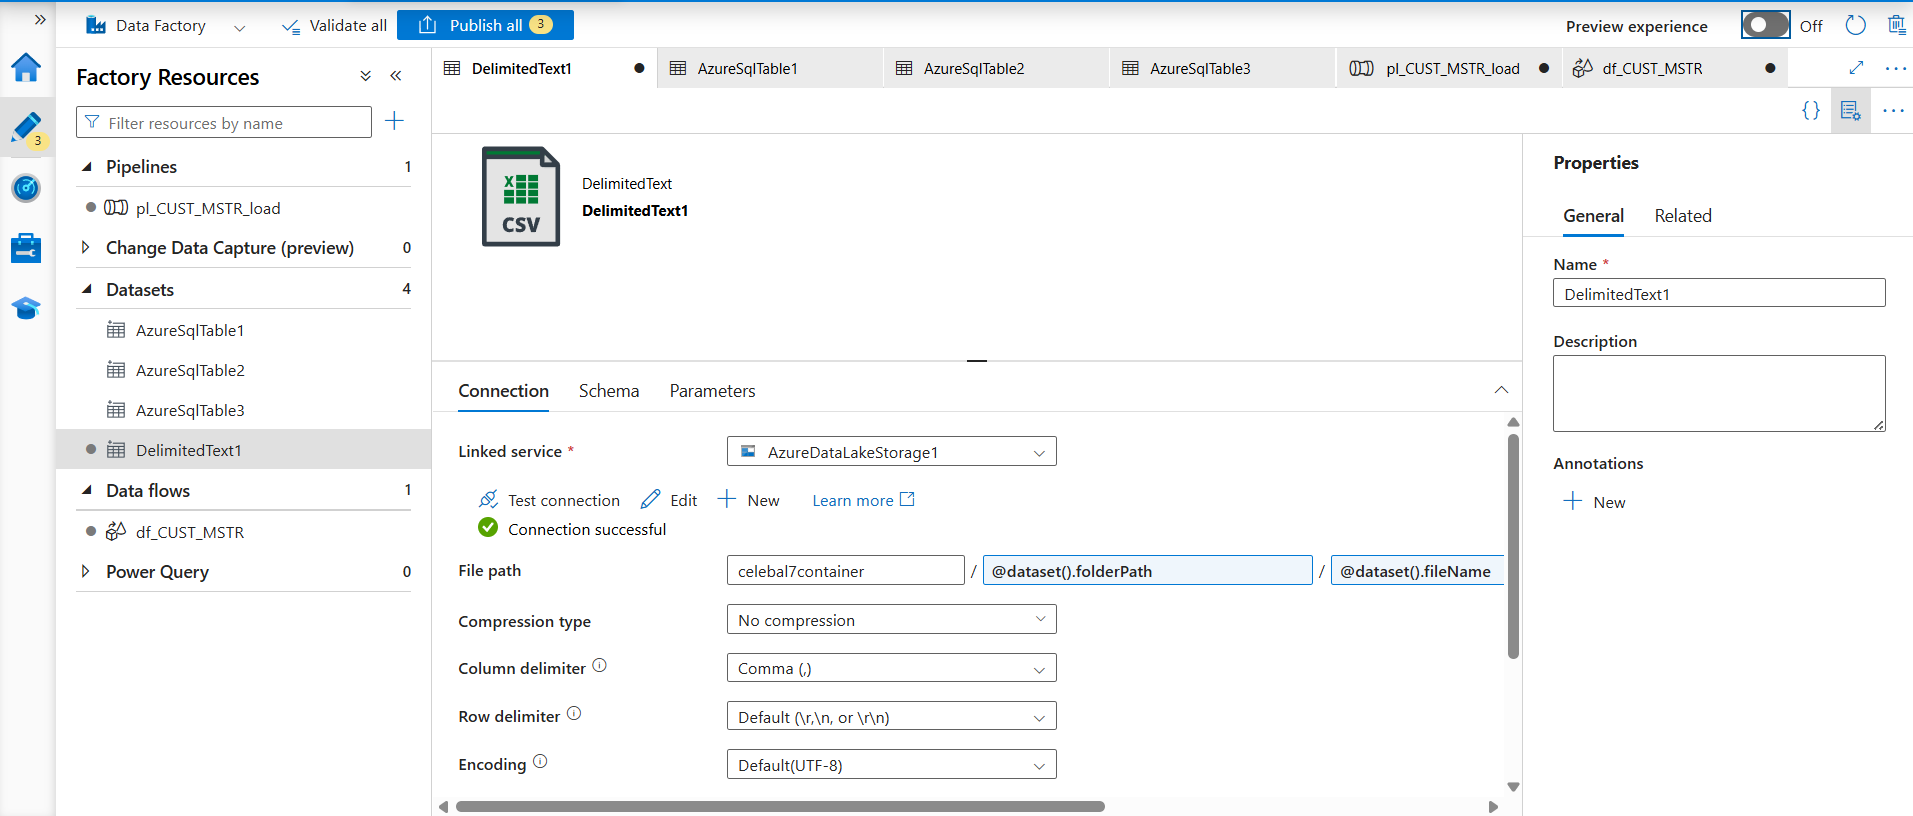 Data Factory
Validate all
Publish all 3
Preview experience Off
Factory Resources
DelimitedText1
AzureSqlTable1
AzureSqlTable2
AzureSqlTable3
pl_CUST_MSTR_load
df_CUST_MSTR
Filter resources by name
3
Pipelines 1
pl_CUST_MSTR_load
Change Data Capture (preview) 0
Datasets 4
AzureSqlTable1
AzureSqlTable2
AzureSqlTable3
DelimitedText1
Data flows 1
df_CUST_MSTR
Power Query 0
X
CSV
DelimitedText
DelimitedText1
Connection Schema Parameters
Linked service *
AzureDataLakeStorage1
Test connection Edit New Learn more
Connection successful
File path celebal7container / @dataset().folderPath / @dataset().fileName
Compression type No compression
Column delimiter Comma (,)
Row delimiter Default (\r,\n, or \r\n)
Encoding Default(UTF-8)
{}
Properties
General Related
Name *
DelimitedText1
Description
Annotations
New